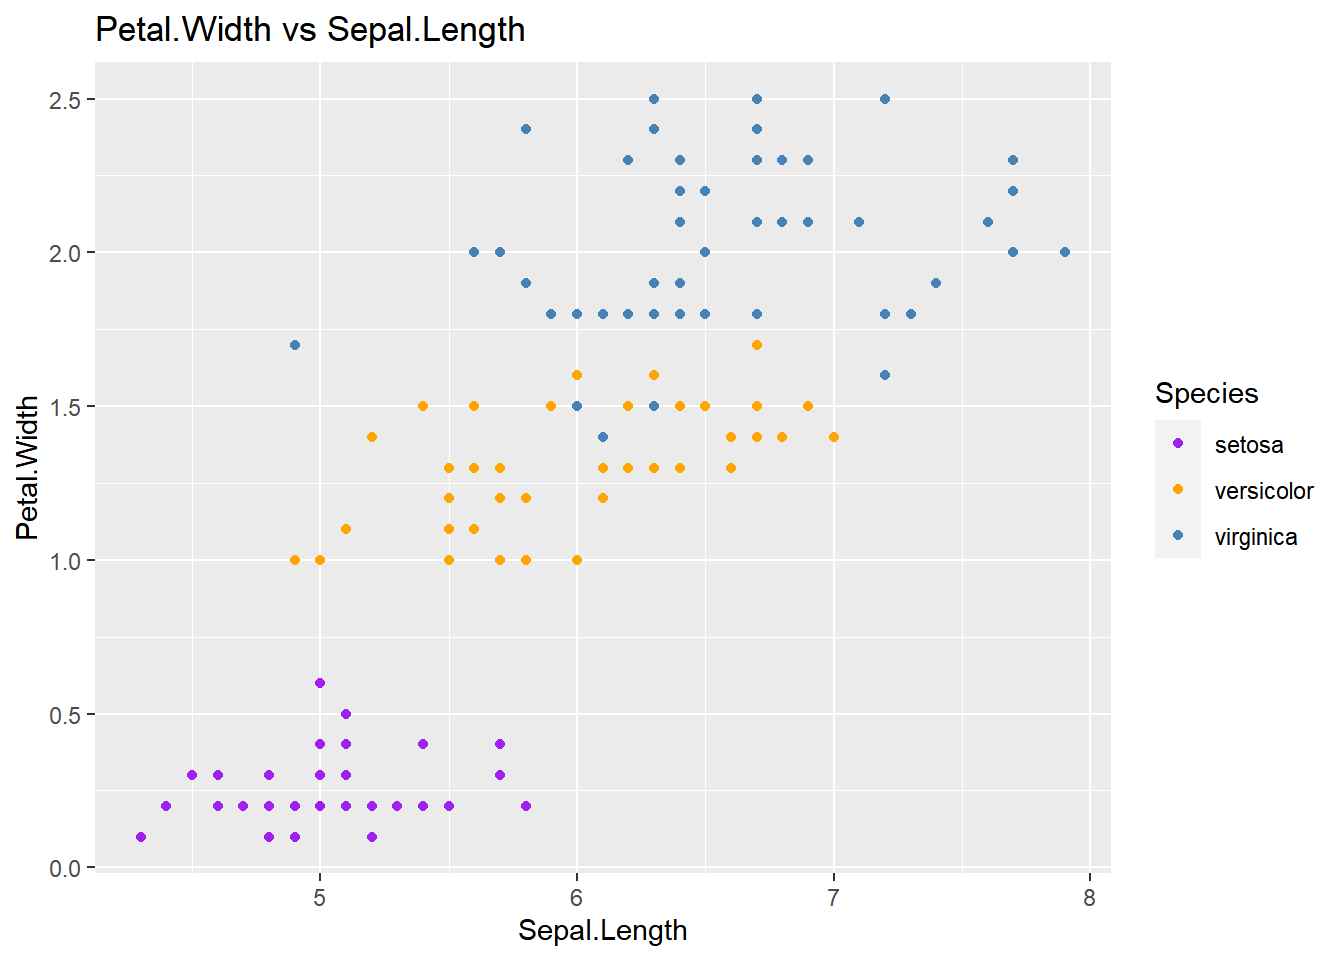 Petal.Width vs Sepal.Length
2.5
2.0
1.5
1.0
0.5
0.0
Petal.Width
5 6 7 8
Sepal.Length
Species
setosa
versicolor
virginica